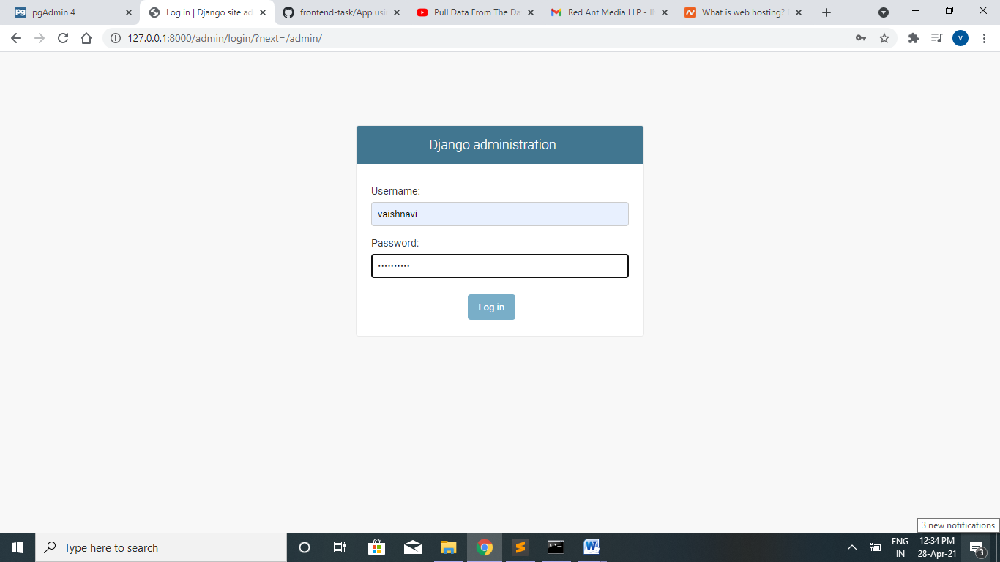 pgAdmin 4
Log in | Django site ad
frontend-task/App usi
Pull Data From The Da
Red Ant Media LLP - I
What is web hosting?
127.0.0.1:8000/admin/login/?next=/admin/
V
Django administration
Username:
vaishnavi
Password:
••••••••••
Log in
3 new notifications
Type here to search
ENG
IN
12:34 PM
28-Apr-21
3